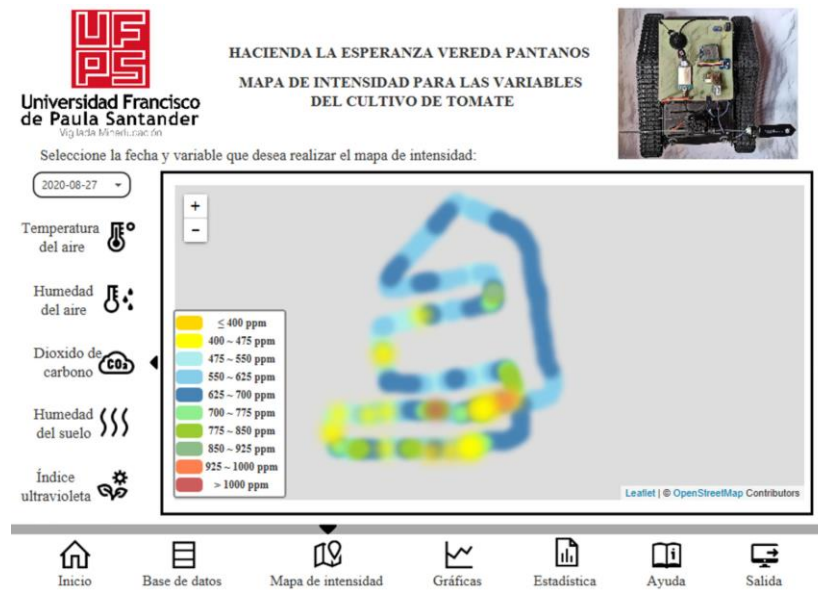 UF
PS
Universidad Francisco
de Paula Santander
Vigilada Mineducación
HACIENDA LA ESPERANZA VEREDA PANTANOS
MAPA DE INTENSIDAD PARA LAS VARIABLES
DEL CULTIVO DE TOMATE
Seleccione la fecha y variable que desea realizar el mapa de intensidad:
2020-08-27
Temperatura
del aire
Humedad
del aire
Dioxido de
carbono
CO₂
Humedad
del suelo
Índice
ultravioleta
+
−
≤ 400 ppm
400 ~ 475 ppm
475 ~ 550 ppm
550 ~ 625 ppm
625 ~ 700 ppm
700 ~ 775 ppm
775 ~ 850 ppm
850 ~ 925 ppm
925 ~ 1000 ppm
> 1000 ppm
Leaflet | © OpenStreetMap Contributors
Inicio
Base de datos
Mapa de intensidad
Gráficas
Estadística
Ayuda
Salida